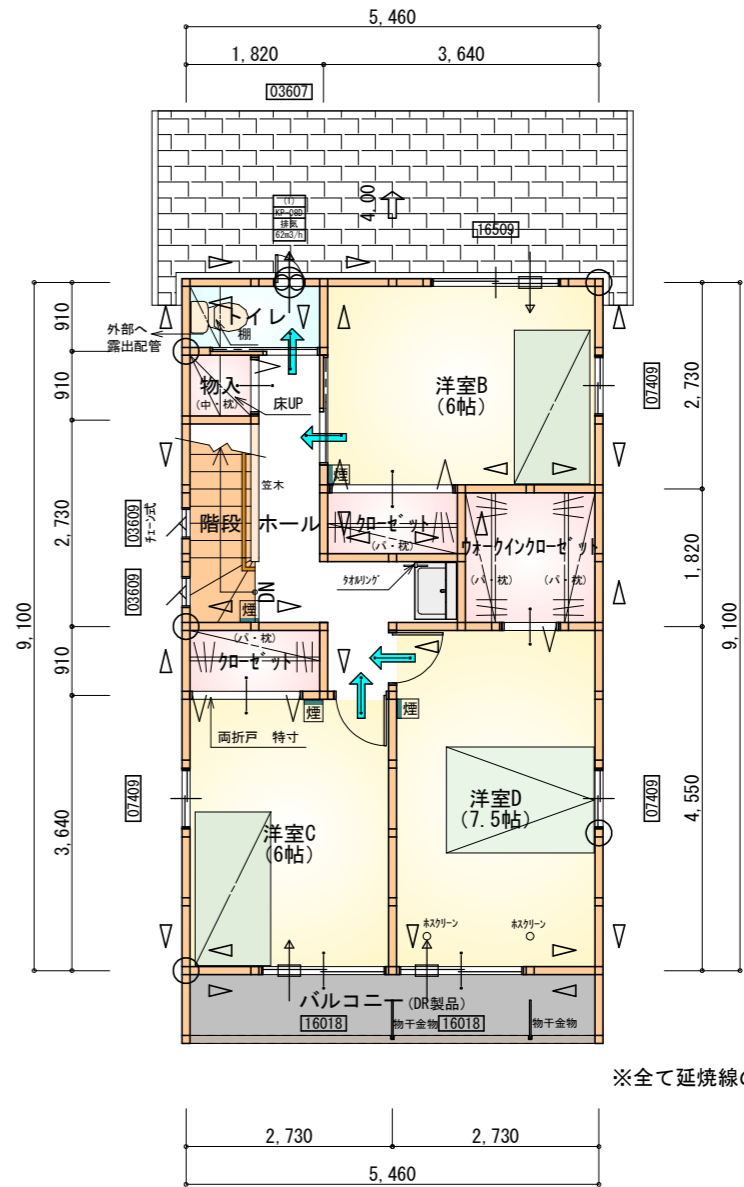 5,460
1,820
3,640
03607
(1)
KP-08D
排気
62m3/h
4.00
16509
910
外部へ
露出配管
トイレ
棚
910
物入
(中・枕)
床UP
洋室B
(6帖)
07409
2,730
煙
笠木
03609
チェーン式
2,730
階段
ホール
クローゼット
(パ・枕)
ウォークインクローゼット
(パ・枕)
(パ・枕)
1,820
03609
タオルリング
DN
煙
9,100
9,100
910
(パ・枕)
クローゼット
煙
煙
両折戸 特寸
07409
3,640
洋室C
(6帖)
洋室D
(7.5帖)
07409
4,550
ホスクリーン
ホスクリーン
バルコニー(DR製品)
16018
物干金物
16018
物干金物
※全て延焼線の
2,730
2,730
5,460